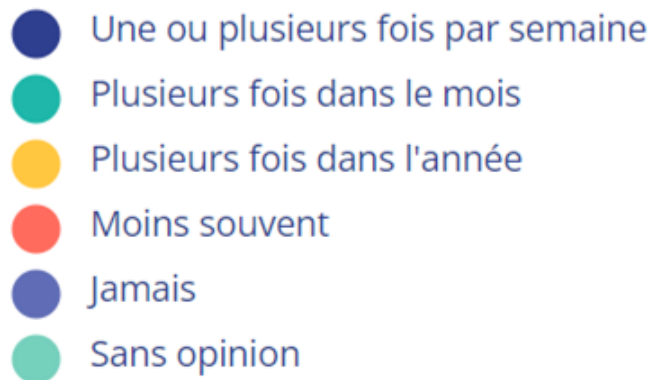 Une ou plusieurs fois par semaine
Plusieurs fois dans le mois
Plusieurs fois dans l'année
Moins souvent
Jamais
Sans opinion